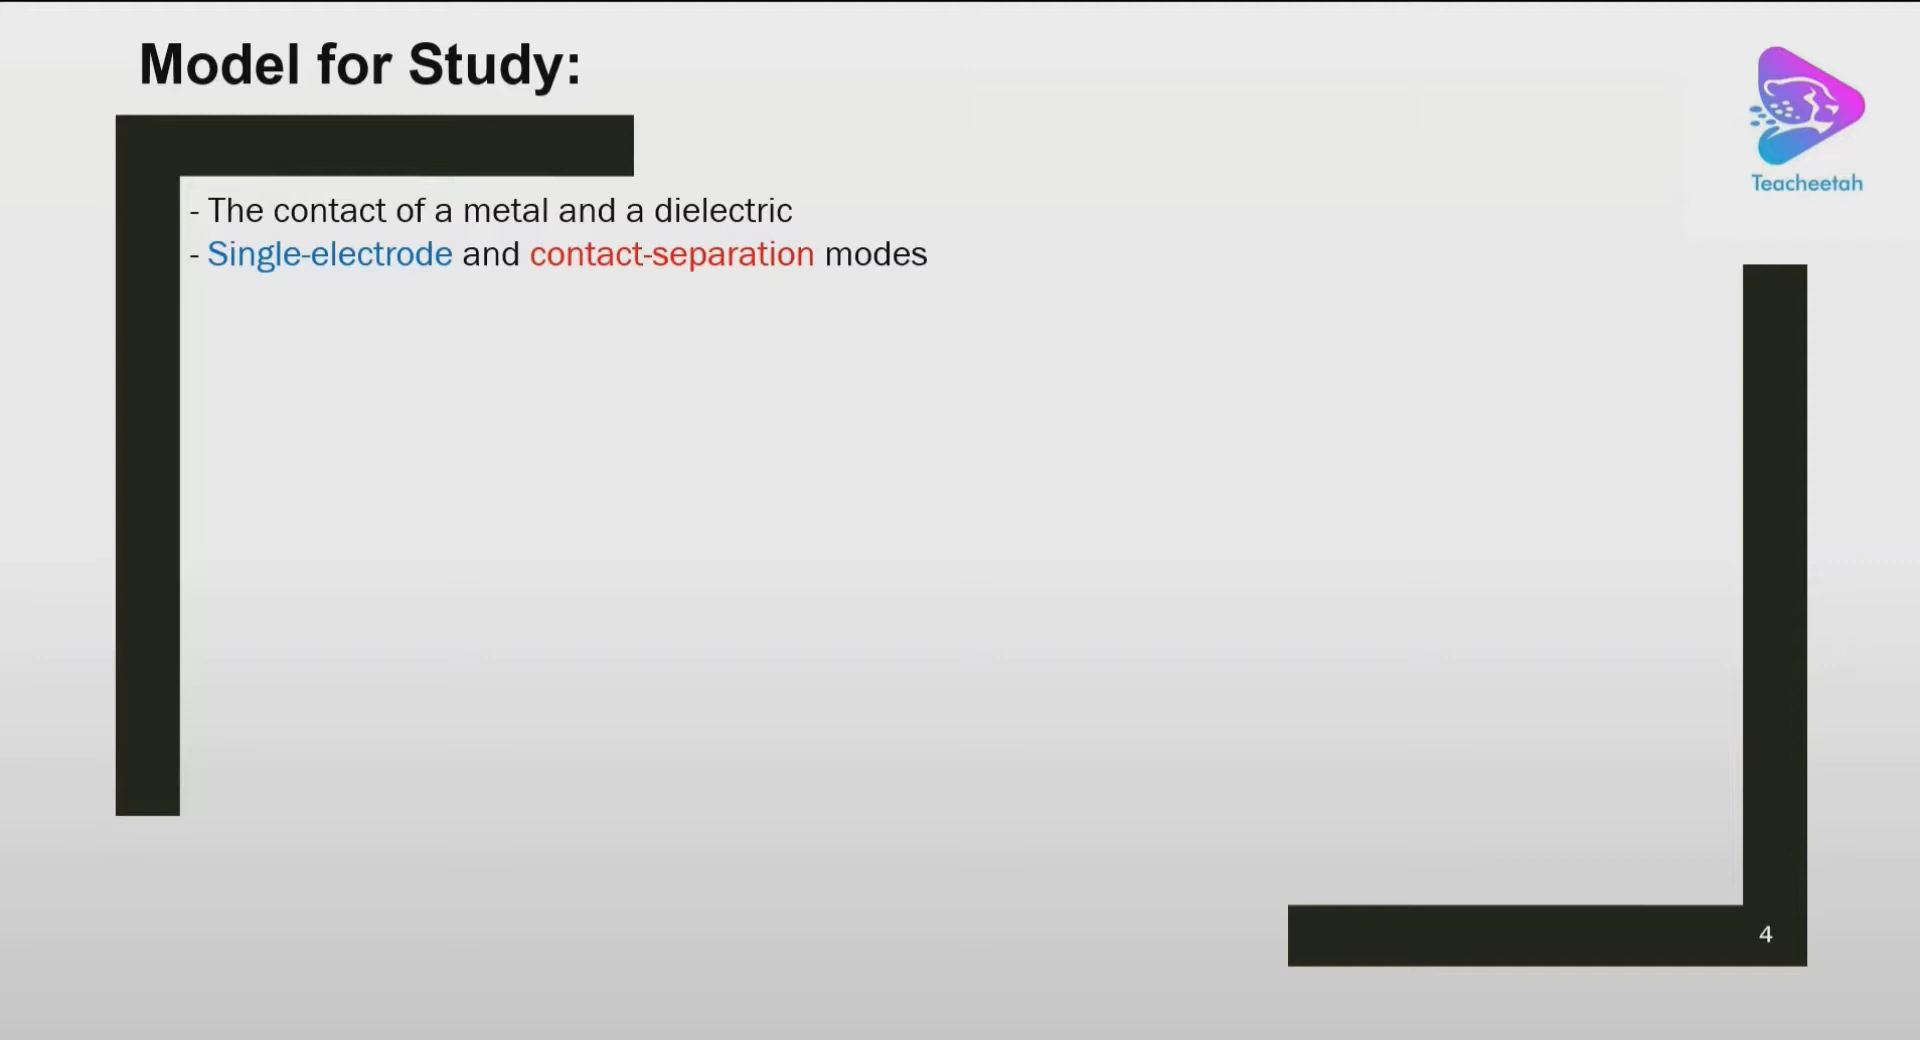 Model for Study:
Teacheetah
- The contact of a metal and a dielectric
- Single-electrode and contact-separation modes
4